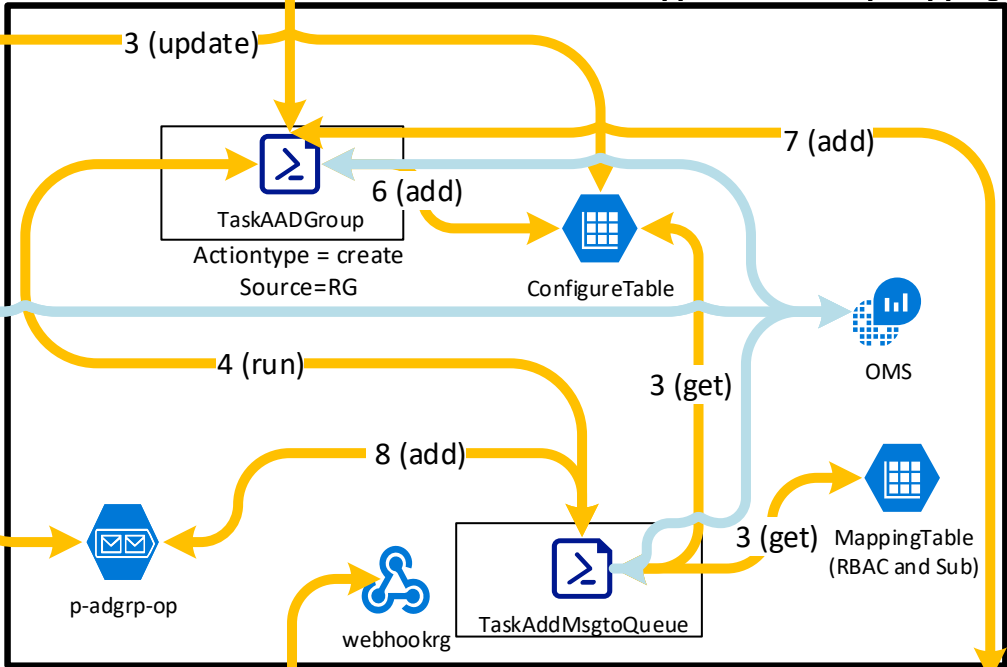 3 (update)
7 (add)
6 (add)
TaskAADGroup
Actiontype = create
Source=RG
ConfigureTable
OMS
4 (run)
3 (get)
8 (add)
3 (get)
MappingTable
(RBAC and Sub)
p-adgrp-op
webhookrg
TaskAddMsgtoQueue